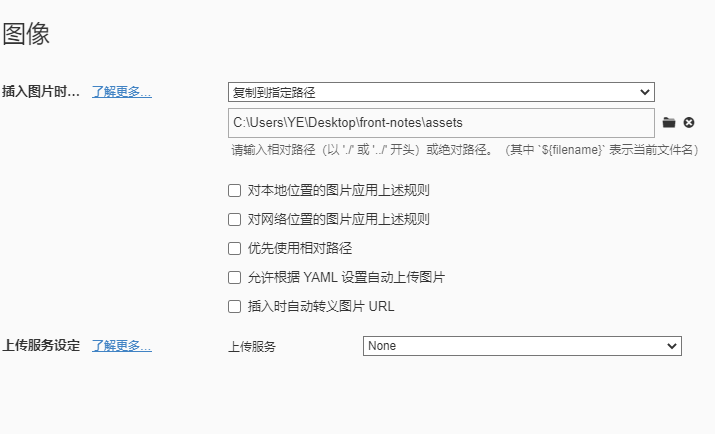 图像
插入图片时… 了解更多… 复制到指定路径
C:\Users\YE\Desktop\front-notes\assets
请输入相对路径（以 './' 或 '../' 开头）或绝对路径。（其中 `${filename}` 表示当前文件名）
对本地位置的图片应用上述规则
对网络位置的图片应用上述规则
优先使用相对路径
允许根据 YAML 设置自动上传图片
插入时自动转义图片 URL
上传服务设定 了解更多… 上传服务 None